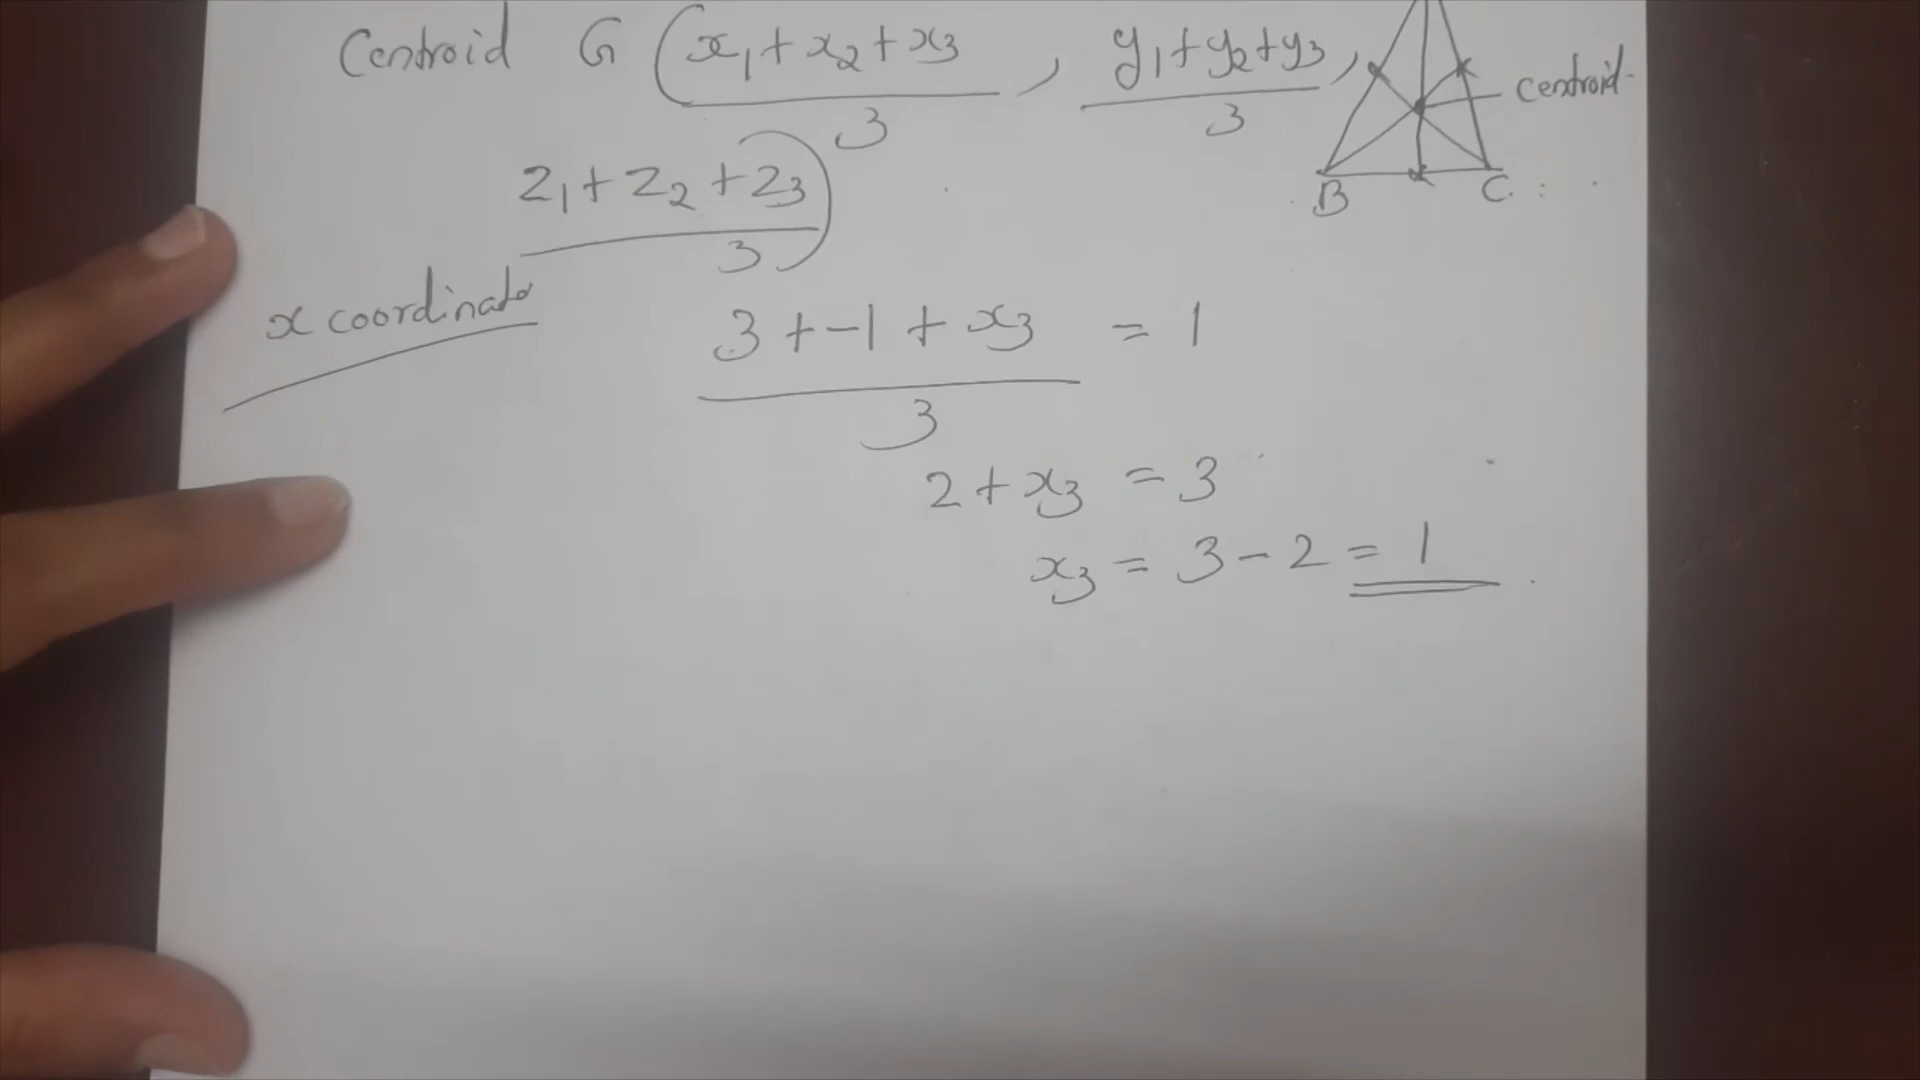 Centroid G (x₁+x₂+x₃ / 3 , y₁+y₂+y₃ / 3 ,
z₁+z₂+z₃ / 3)
centroid
B C
x coordinate
3+-1+x₃ / 3 = 1
2+x₃ = 3
x₃ = 3-2 = 1